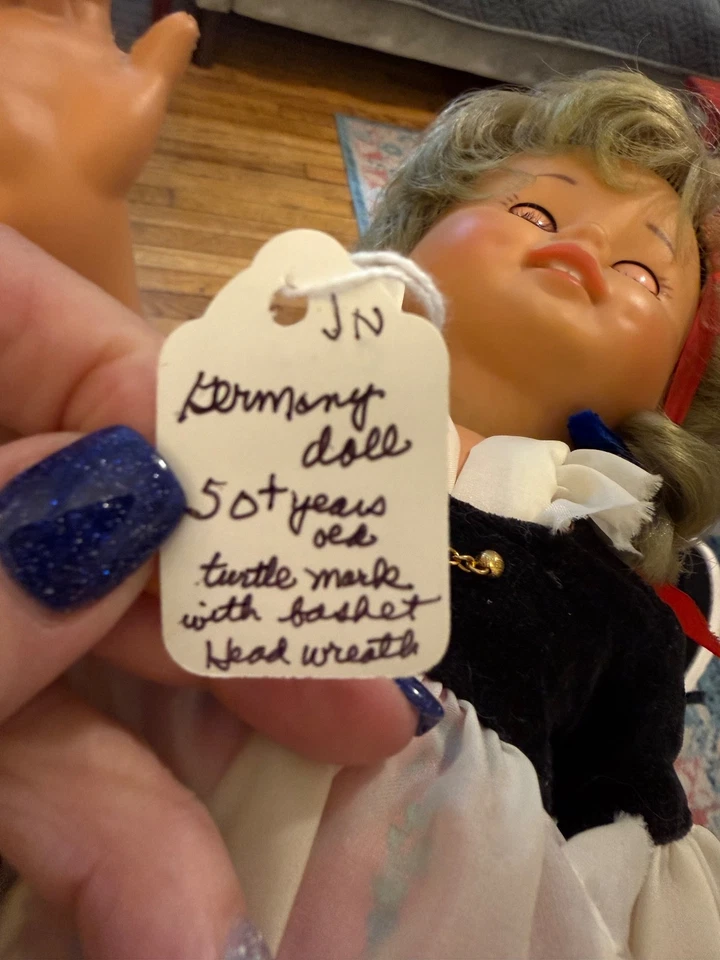 JN
Germany
doll
50+ years
old
turtle mark
with basket
Head wreath